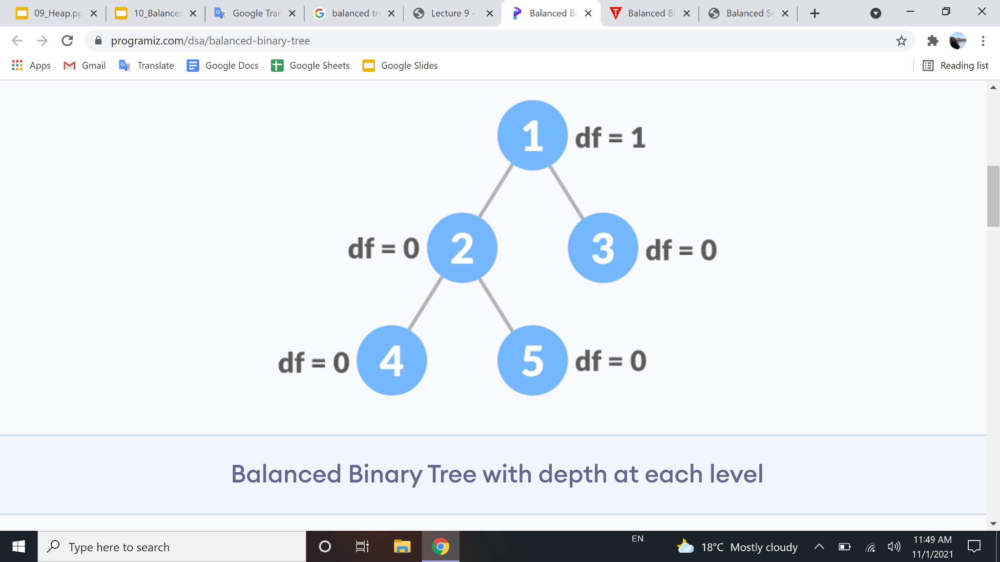 09_Heap.pp
10_Balanced
Google Tran
balanced tre
Lecture 9 -
Balanced Bi
Balanced Bi
Balanced Se
programiz.com/dsa/balanced-binary-tree
Apps
Gmail
Translate
Google Docs
Google Sheets
Google Slides
Reading list
1 df = 1
df = 0 2
3 df = 0
df = 0 4
5 df = 0
Balanced Binary Tree with depth at each level
Type here to search
EN
18°C Mostly cloudy
11:49 AM
11/1/2021